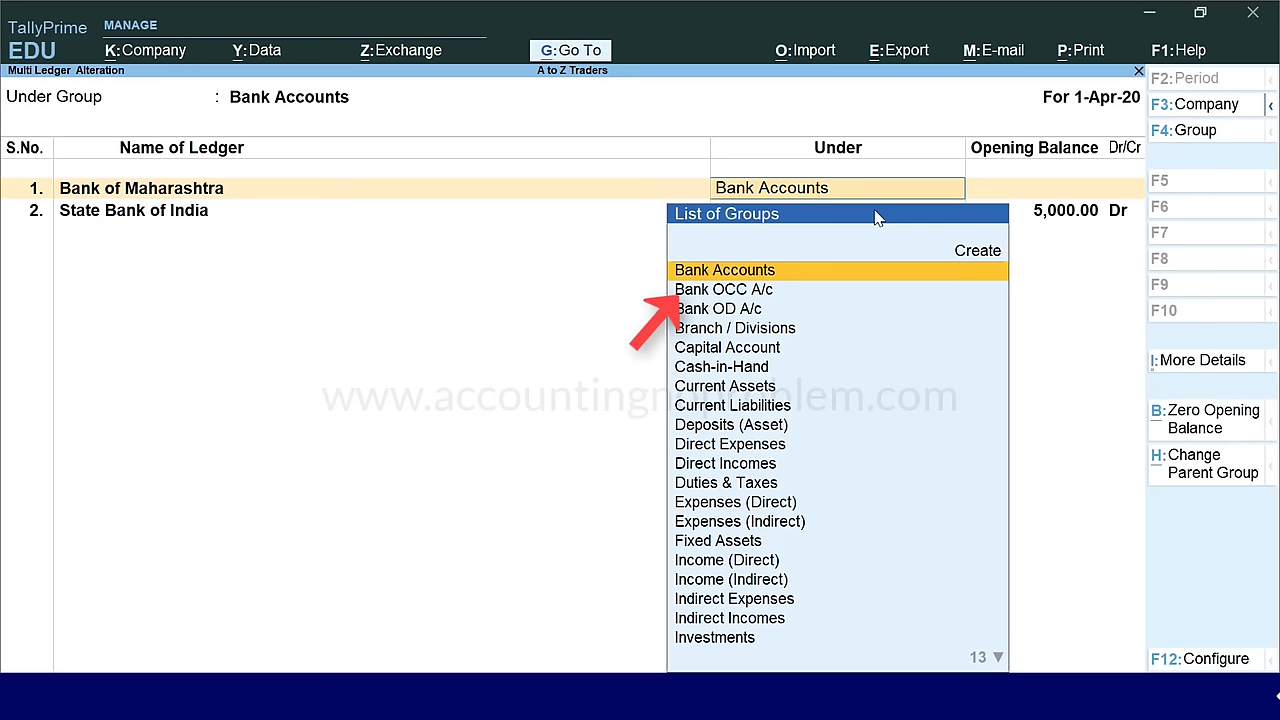 TallyPrime MANAGE
EDU K:Company Y:Data Z:Exchange G:Go To O:Import E:Export M:E-mail P:Print F1:Help
Multi Ledger Alteration A to Z Traders
Under Group : Bank Accounts For 1-Apr-20
S.No. Name of Ledger Under Opening Balance Dr/Cr
1. Bank of Maharashtra Bank Accounts
2. State Bank of India 5,000.00 Dr
List of Groups
Create
Bank Accounts
Bank OCC A/c
Bank OD A/c
Branch / Divisions
Capital Account
Cash-in-Hand
Current Assets
Current Liabilities
Deposits (Asset)
Direct Expenses
Direct Incomes
Duties & Taxes
Expenses (Direct)
Expenses (Indirect)
Fixed Assets
Income (Direct)
Income (Indirect)
Indirect Expenses
Indirect Incomes
Investments
13 ▼
F2:Period
F3:Company
F4:Group
F5
F6
F7
F8
F9
F10
I:More Details
B:Zero Opening
Balance
H:Change
Parent Group
F12:Configure
www.accountingnoproblem.com